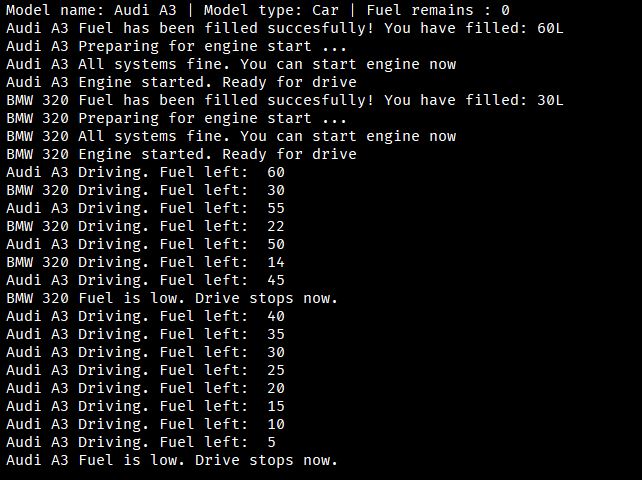 Model name: Audi A3 | Model type: Car | Fuel remains : 0
Audi A3 Fuel has been filled succesfully! You have filled: 60L
Audi A3 Preparing for engine start ...
Audi A3 All systems fine. You can start engine now
Audi A3 Engine started. Ready for drive
BMW 320 Fuel has been filled succesfully! You have filled: 30L
BMW 320 Preparing for engine start ...
BMW 320 All systems fine. You can start engine now
BMW 320 Engine started. Ready for drive
Audi A3 Driving. Fuel left:  60
BMW 320 Driving. Fuel left:  30
Audi A3 Driving. Fuel left:  55
BMW 320 Driving. Fuel left:  22
Audi A3 Driving. Fuel left:  50
BMW 320 Driving. Fuel left:  14
Audi A3 Driving. Fuel left:  45
BMW 320 Fuel is low. Drive stops now.
Audi A3 Driving. Fuel left:  40
Audi A3 Driving. Fuel left:  35
Audi A3 Driving. Fuel left:  30
Audi A3 Driving. Fuel left:  25
Audi A3 Driving. Fuel left:  20
Audi A3 Driving. Fuel left:  15
Audi A3 Driving. Fuel left:  10
Audi A3 Driving. Fuel left:  5
Audi A3 Fuel is low. Drive stops now.